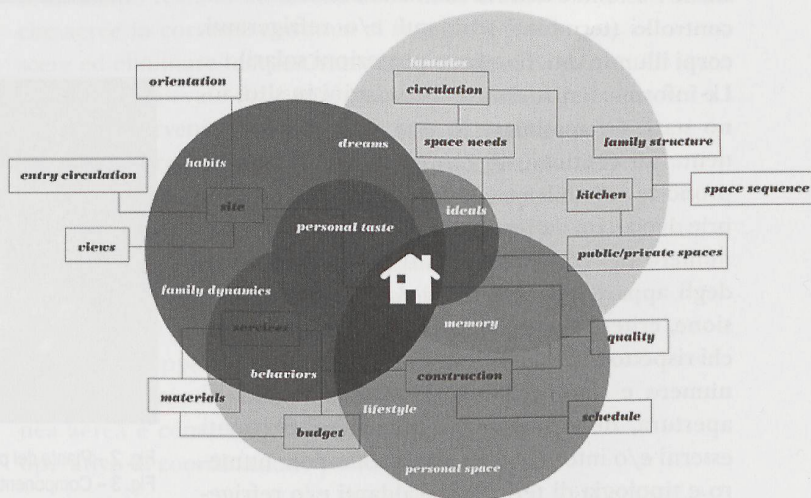 fantasies
orientation
circulation
dreams
space needs
family structure
habits
entry circulation
kitchen
space sequence
site
ideals
personal taste
views
public/private spaces
family dynamics
services
memory
quality
behaviors
construction
materials
lifestyle
schedule
budget
personal space